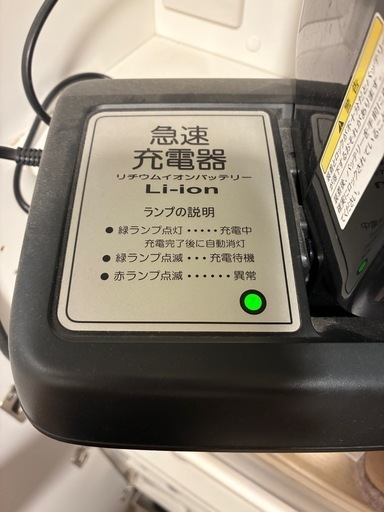 急速
充電器
リチウムイオンバッテリー
Li-ion
ランプの説明
●緑ランプ点灯・・・・・充電中
充電完了後に自動消灯
●緑ランプ点滅・・・充電待機
●赤ランプ点滅・・・・・・異常
警告